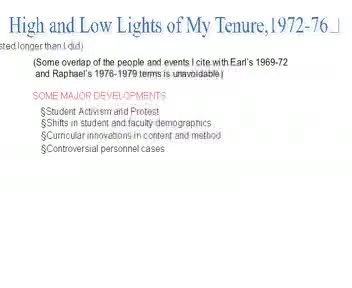 High and Low Lights of My Tenure,1972-76
sted longer than I did)
(Some overlap of the people and events I cite with Earl's 1969-72
and Raphael's 1976-1979 terms is unavoidable)
SOME MAJOR DEVELOPMENTS
§Student Activism and Protest
§Shifts in student and faculty demographics
§Curricular innovations in content and method
§Controversial personnel cases